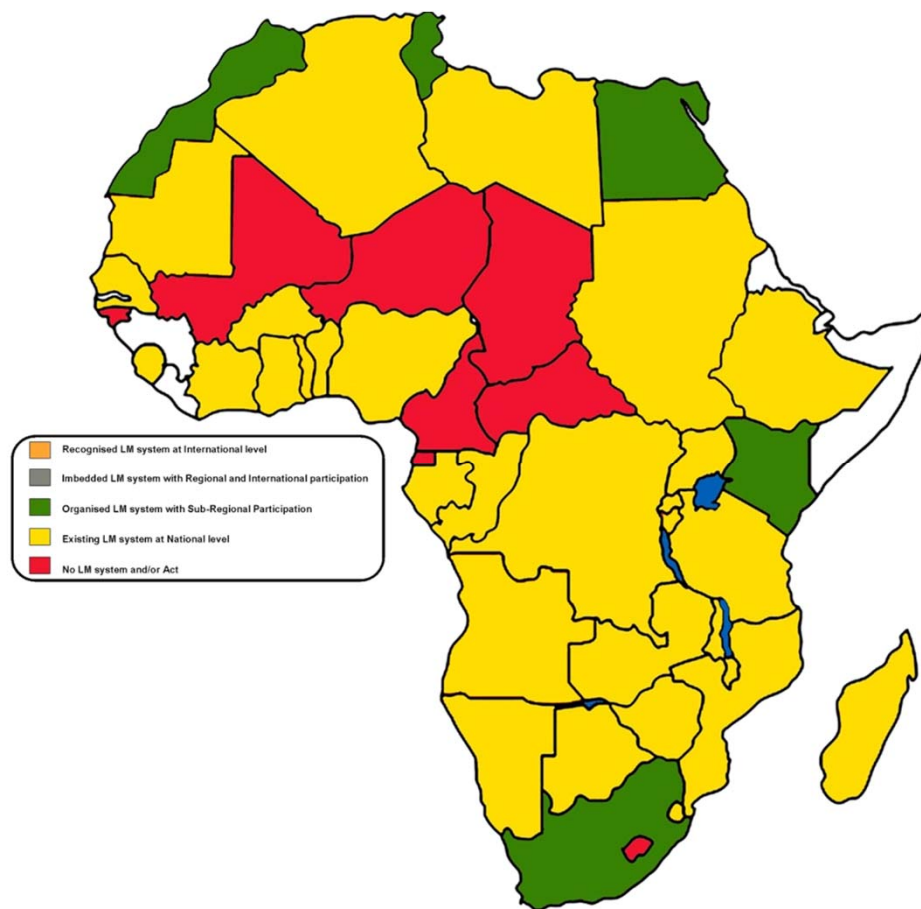 Recognised LM system at International level
Imbedded LM system with Regional and International participation
Organised LM system with Sub-Regional Participation
Existing LM system at National level
No LM system and/or Act